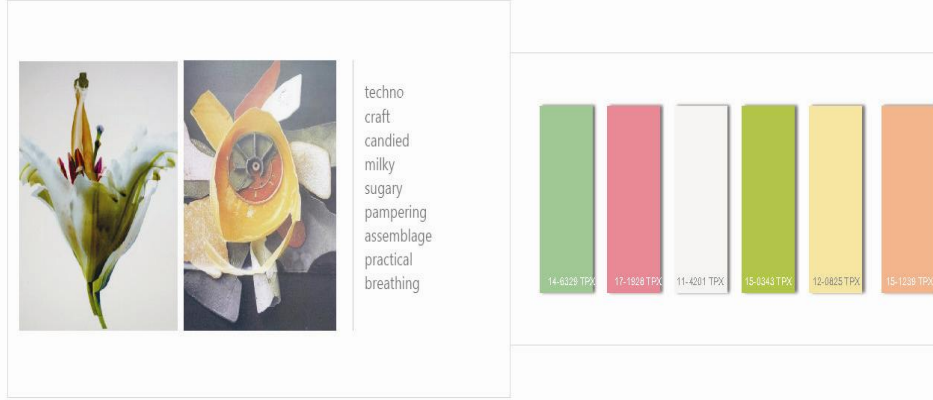 techno
craft
candied
milky
sugary
pampering
assemblage
practical
breathing
14-6329 TPX
17-1928 TPX
11-4201 TPX
15-0343 TPX
12-0825 TPX
15-1239 TPX